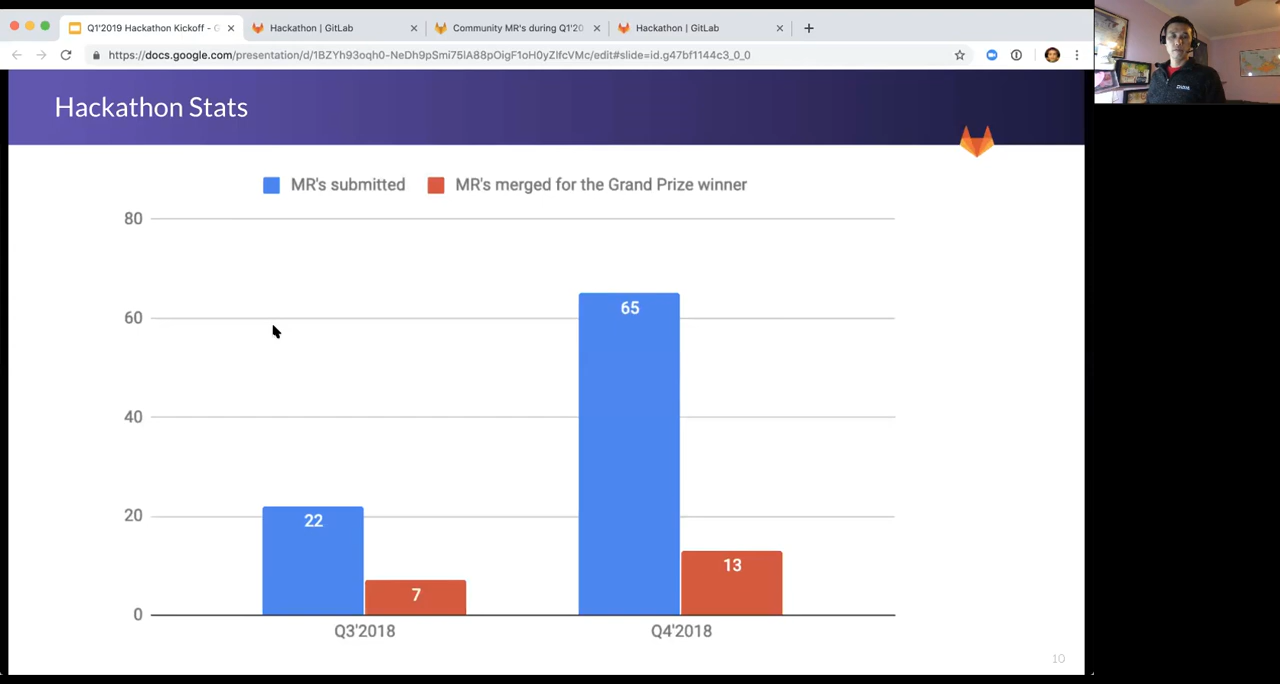 Q1'2019 Hackathon Kickoff - G
Hackathon | GitLab
Community MR's during Q1'20
Hackathon | GitLab
https://docs.google.com/presentation/d/1BZYh93oqh0-NeDh9pSmi75lA88pOigF1oH0yZlfcVMc/edit#slide=id.g47bf1144c3_0_0
Hackathon Stats
MR's submitted
MR's merged for the Grand Prize winner
80
60
40
20
0
22
7
65
13
Q3'2018
Q4'2018
10